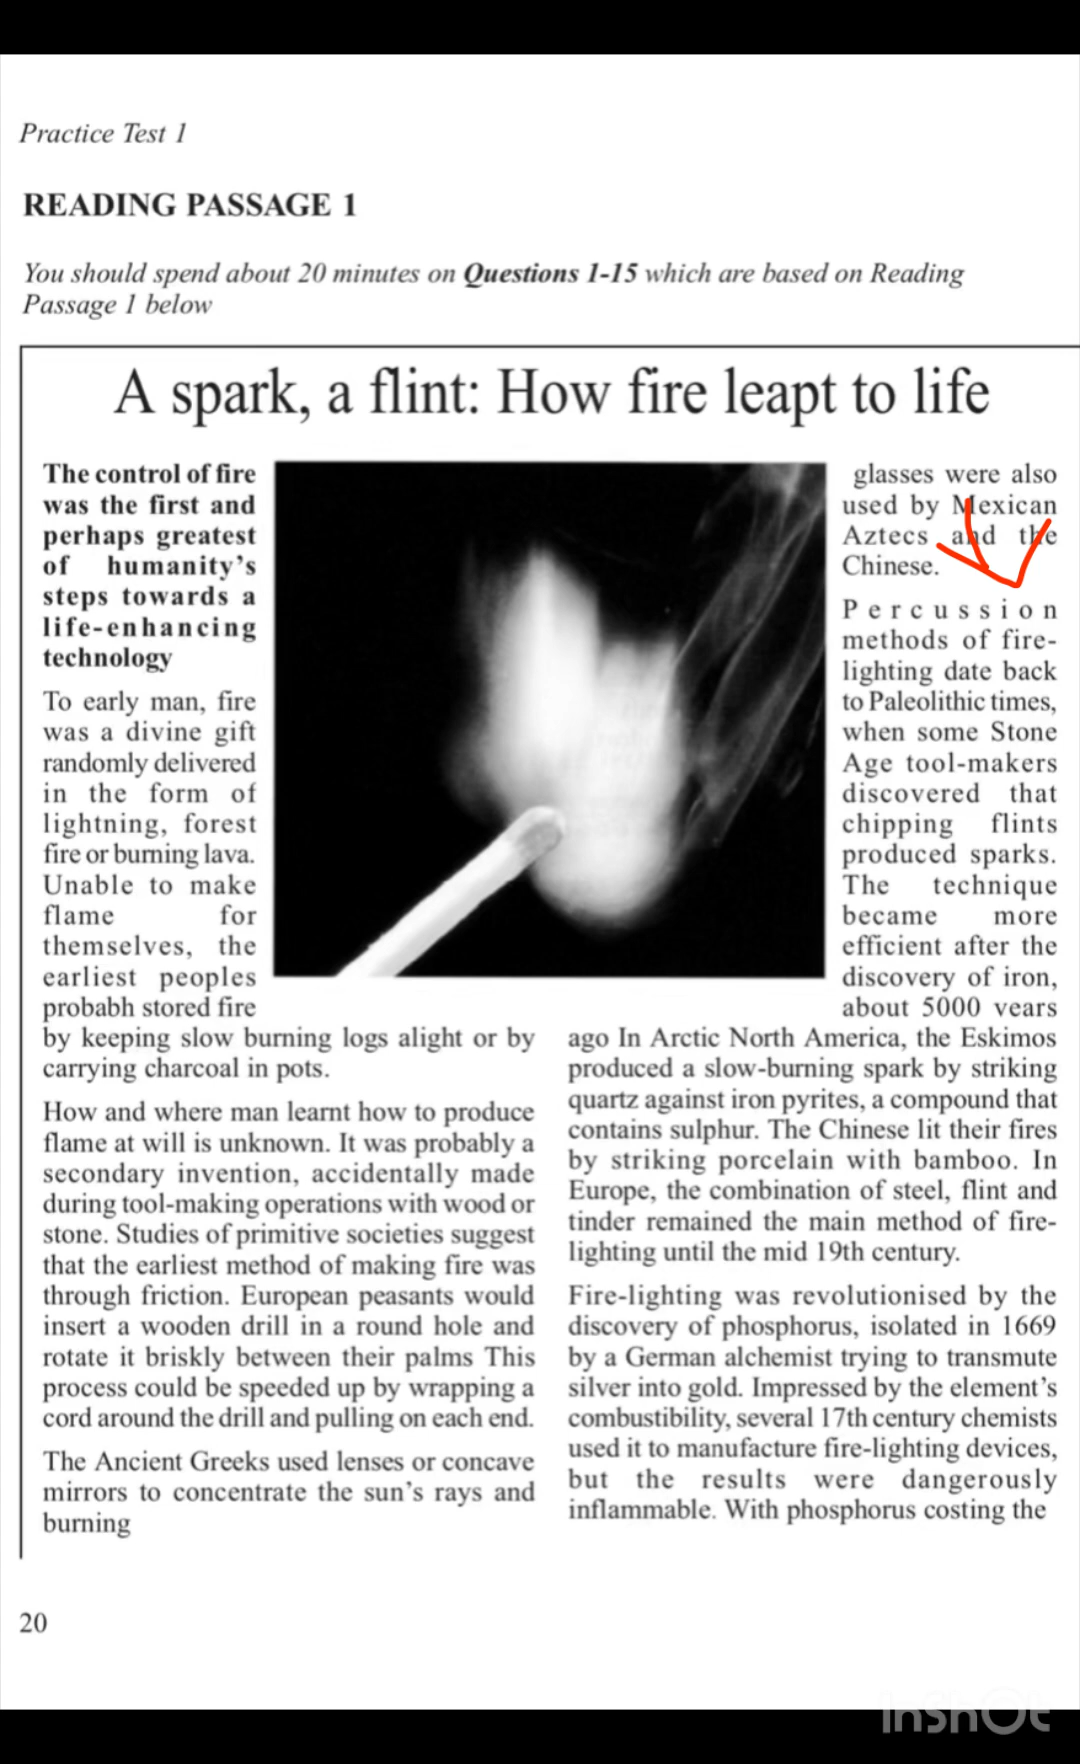 Practice Test 1
READING PASSAGE 1
You should spend about 20 minutes on Questions 1-15 which are based on Reading
Passage 1 below
A spark, a flint: How fire leapt to life
The control of fire
was the first and
perhaps greatest
of humanity's
steps towards a
life-enhancing
technology
To early man, fire
was a divine gift
randomly delivered
in the form of
lightning, forest
fire or burning lava.
Unable to make
flame for
themselves, the
earliest peoples
probabh stored fire
by keeping slow burning logs alight or by
carrying charcoal in pots.
How and where man learnt how to produce
flame at will is unknown. It was probably a
secondary invention, accidentally made
during tool-making operations with wood or
stone. Studies of primitive societies suggest
that the earliest method of making fire was
through friction. European peasants would
insert a wooden drill in a round hole and
rotate it briskly between their palms This
process could be speeded up by wrapping a
cord around the drill and pulling on each end.
The Ancient Greeks used lenses or concave
mirrors to concentrate the sun's rays and
burning
glasses were also
used by Mexican
Aztecs and the
Chinese.
Percussion
methods of fire-
lighting date back
to Paleolithic times,
when some Stone
Age tool-makers
discovered that
chipping flints
produced sparks.
The technique
became more
efficient after the
discovery of iron,
about 5000 vears
ago In Arctic North America, the Eskimos
produced a slow-burning spark by striking
quartz against iron pyrites, a compound that
contains sulphur. The Chinese lit their fires
by striking porcelain with bamboo. In
Europe, the combination of steel, flint and
tinder remained the main method of fire-
lighting until the mid 19th century.
Fire-lighting was revolutionised by the
discovery of phosphorus, isolated in 1669
by a German alchemist trying to transmute
silver into gold. Impressed by the element's
combustibility, several 17th century chemists
used it to manufacture fire-lighting devices,
but the results were dangerously
inflammable. With phosphorus costing the
20
InShOt